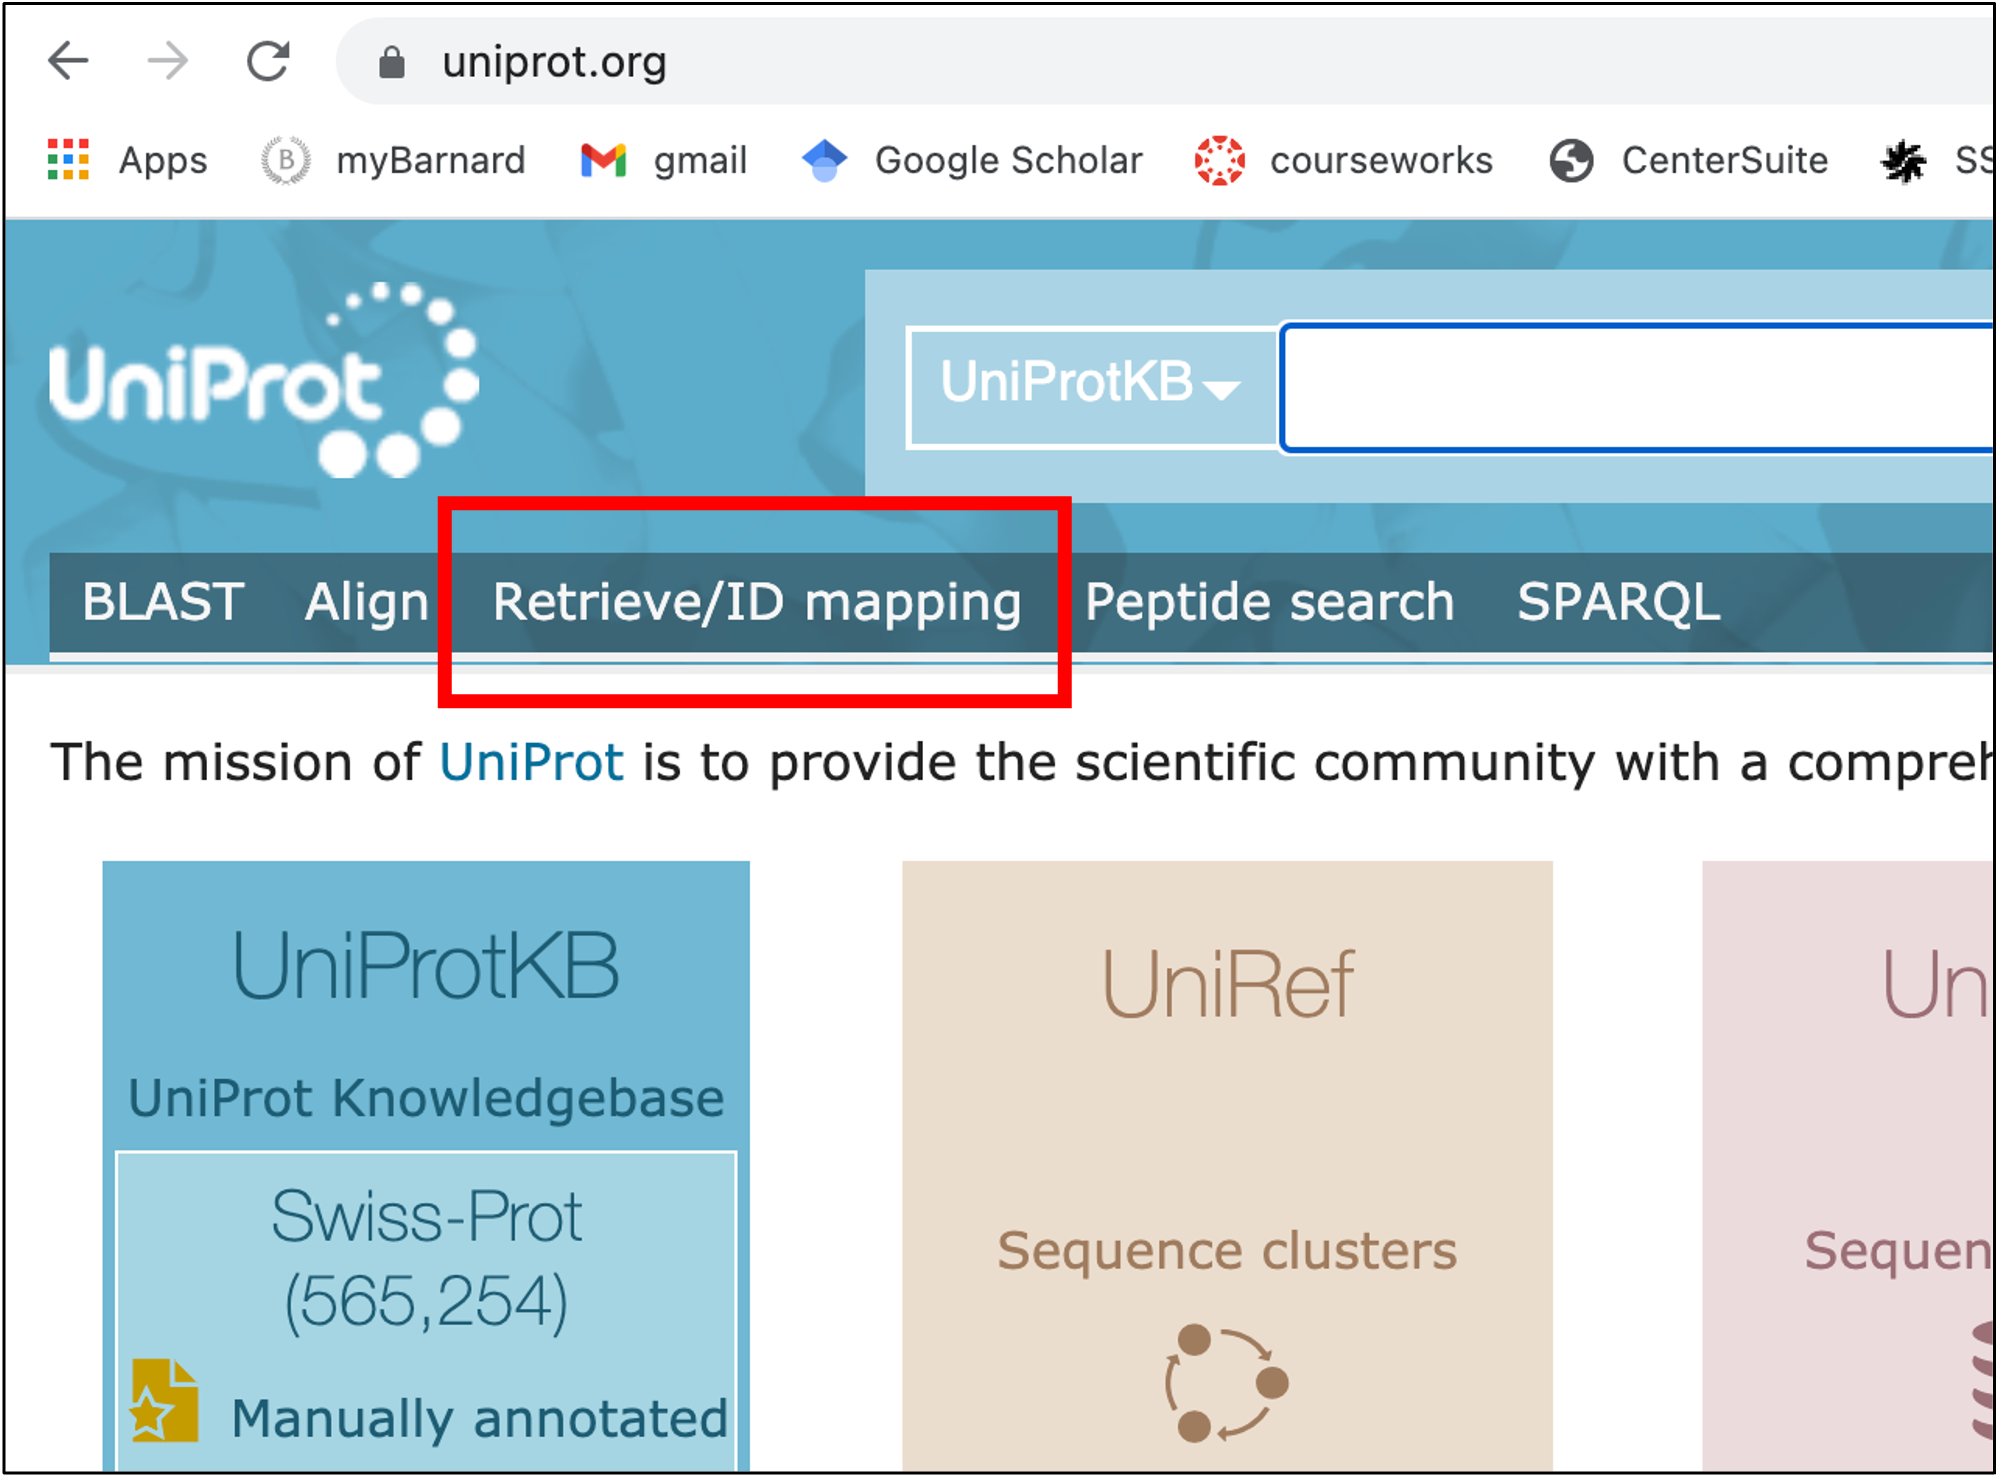 uniprot.org
Apps B myBarnard gmail Google Scholar courseworks CenterSuite SS
UniProt
UniProtKB
BLAST Align Retrieve/ID mapping Peptide search SPARQL
The mission of UniProt is to provide the scientific community with a compreh
UniProtKB
UniProt Knowledgebase
Swiss-Prot
(565,254)
Manually annotated
UniRef
Sequence clusters
Un
Sequen